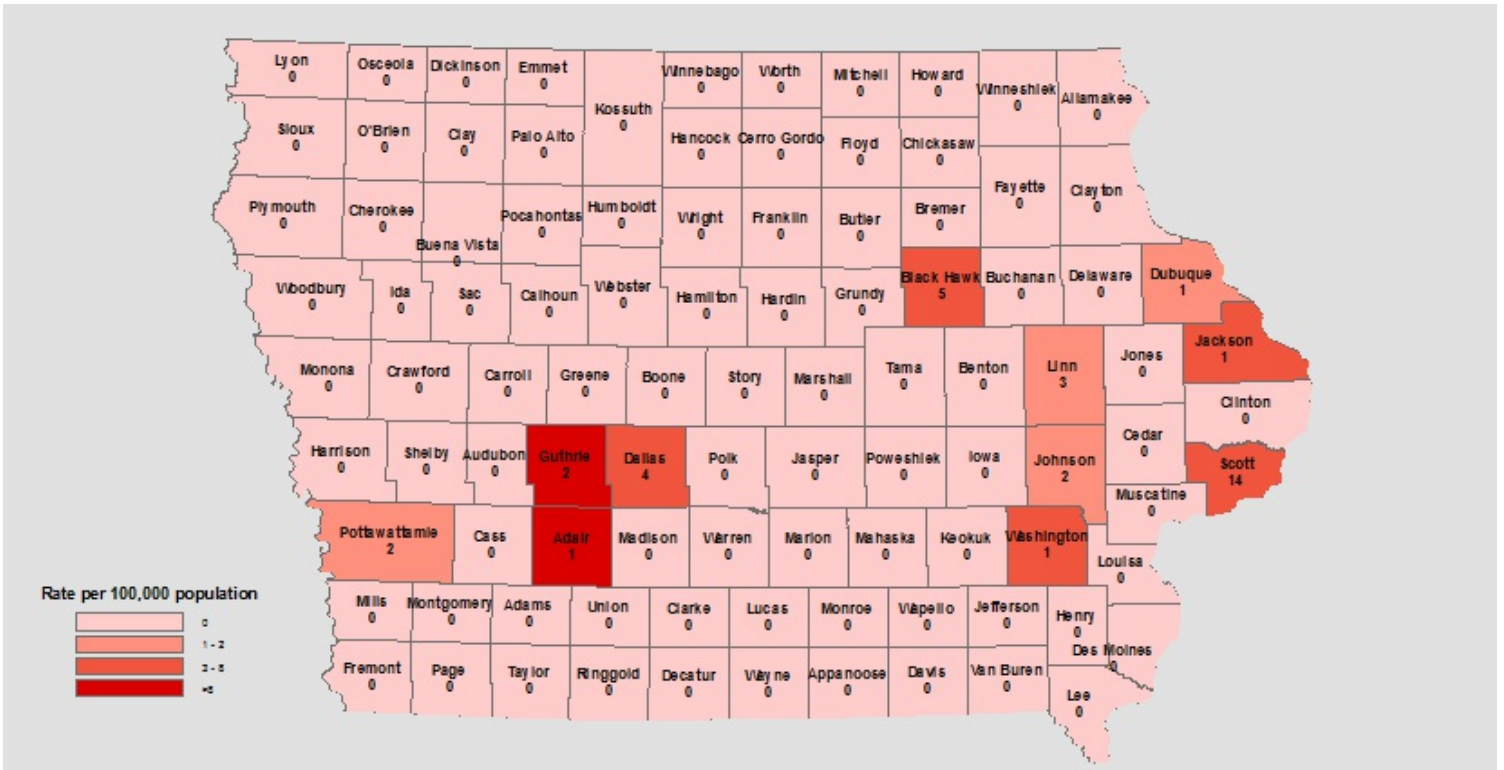 Lyon
0
Osceola
0
Dickinson
0
Emmet
0
Kossuth
0
Winnebago
0
Worth
0
Mitchell
0
Howard
0
Winneshiek
0
Allamakee
0
Sioux
0
O'Brien
0
Clay
0
Palo Alto
0
Hancock
0
Cerro Gordo
0
Floyd
0
Chickasaw
0
Fayette
0
Clayton
0
Plymouth
0
Cherokee
0
Buena Vista
0
Pocahontas
0
Humboldt
0
Wright
0
Franklin
0
Butler
0
Bremer
0
Woodbury
0
Ida
0
Sac
0
Calhoun
0
Webster
0
Hamilton
0
Hardin
0
Grundy
0
Black Hawk
5
Buchanan
0
Delaware
0
Dubuque
1
Jackson
1
Monona
0
Crawford
0
Carroll
0
Greene
0
Boone
0
Story
0
Marshall
0
Tama
0
Benton
0
Linn
3
Jones
0
Clinton
0
Harrison
0
Shelby
0
Audubon
0
Guthrie
2
Dallas
4
Polk
0
Jasper
0
Poweshiek
0
Iowa
0
Johnson
2
Cedar
0
Scott
14
Muscatine
0
Pottawattamie
2
Cass
0
Adair
1
Madison
0
Warren
0
Marion
0
Mahaska
0
Keokuk
0
Washington
1
Louisa
0
Mills
0
Montgomery
0
Adams
0
Union
0
Clarke
0
Lucas
0
Monroe
0
Wapello
0
Jefferson
0
Henry
0
Des Moines
0
Fremont
0
Page
0
Taylor
0
Ringgold
0
Decatur
0
Wayne
0
Appanoose
0
Davis
0
Van Buren
0
Lee
0
Rate per 100,000 population
0
1 - 2